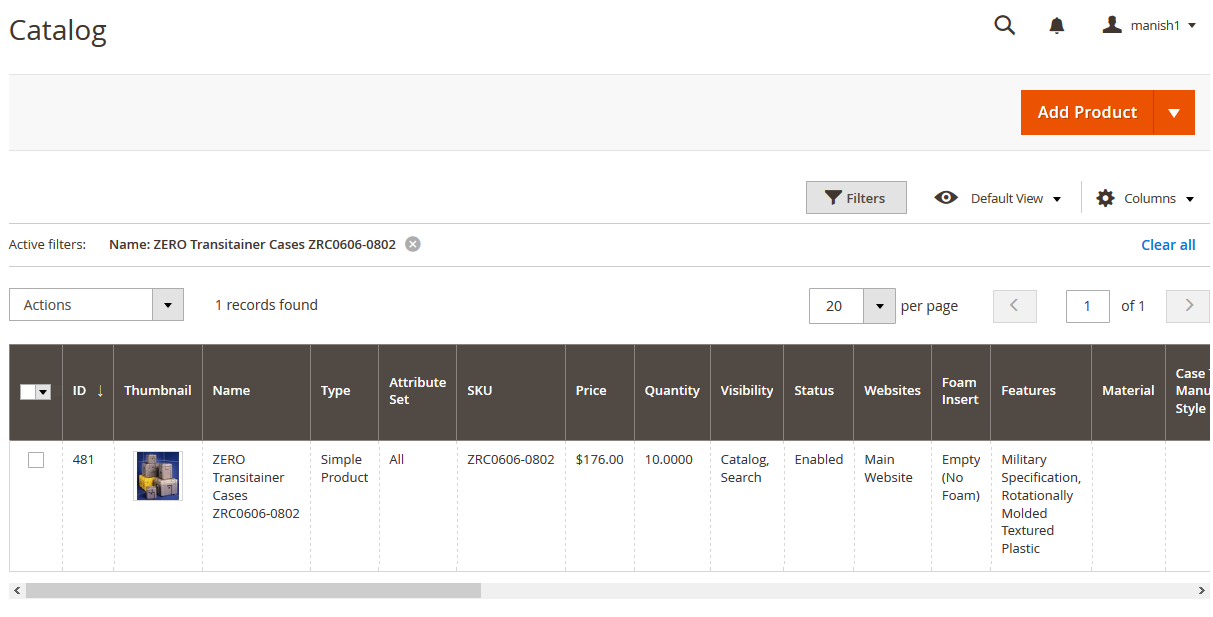 Catalog
manish1
Add Product
Filters
Default View
Columns
Active filters: Name: ZERO Transitainer Cases ZRC0606-0802
Clear all
Actions
1 records found
20
per page
1
of 1
ID ↓
Thumbnail
Name
Type
Attribute
Set
SKU
Price
Quantity
Visibility
Status
Websites
Foam
Insert
Features
Material
Case
Manu
Style
481
ZERO
Transitainer
Cases
ZRC0606-0802
Simple
Product
All
ZRC0606-0802
$176.00
10.0000
Catalog,
Search
Enabled
Main
Website
Empty
(No
Foam)
Military
Specification,
Rotationally
Molded
Textured
Plastic